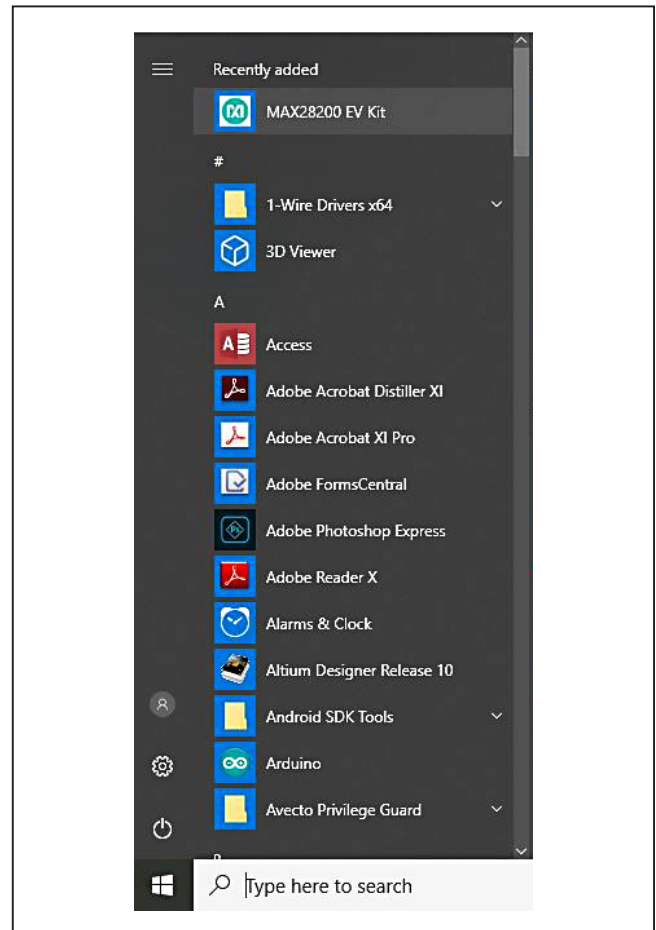 Recently added
MAX28200 EV Kit
#
1-Wire Drivers x64
3D Viewer
A
Access
Adobe Acrobat Distiller XI
Adobe Acrobat XI Pro
Adobe FormsCentral
Adobe Photoshop Express
Adobe Reader X
Alarms & Clock
Altium Designer Release 10
Android SDK Tools
Arduino
Avecto Privilege Guard
Type here to search